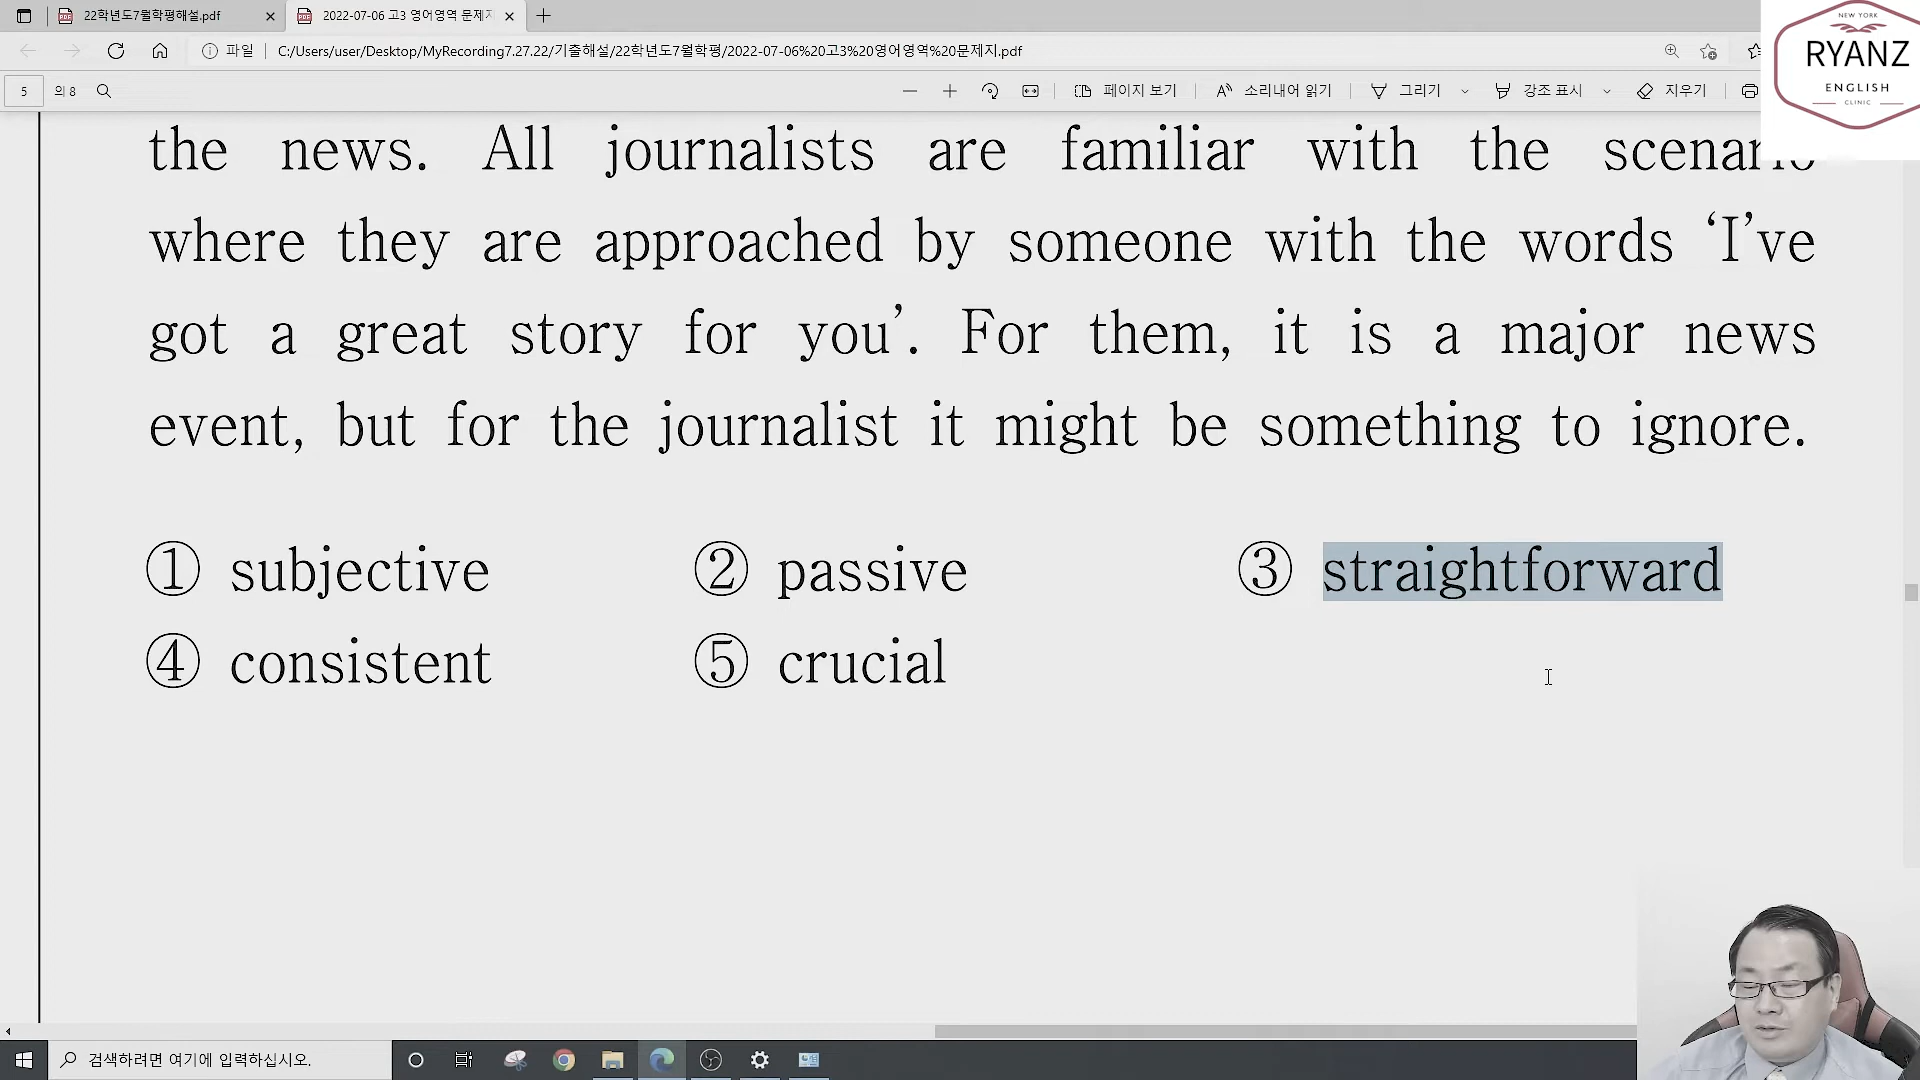 22학년도7월학평해설.pdf
2022-07-06 고3 영어영역 문제지
파일 C:/Users/user/Desktop/MyRecording7.27.22/기출해설/22학년도7월학평/2022-07-06%20고3%20영어영역%20문제지.pdf
5 의 8 페이지 보기 소리내어 읽기 그리기 강조 표시 지우기
NEW YORK
RYANZ
ENGLISH
CLINIC
the news. All journalists are familiar with the scenario
where they are approached by someone with the words ‘I’ve
got a great story for you’. For them, it is a major news
event, but for the journalist it might be something to ignore.
① subjective ② passive ③ straightforward
④ consistent ⑤ crucial
검색하려면 여기에 입력하십시오.